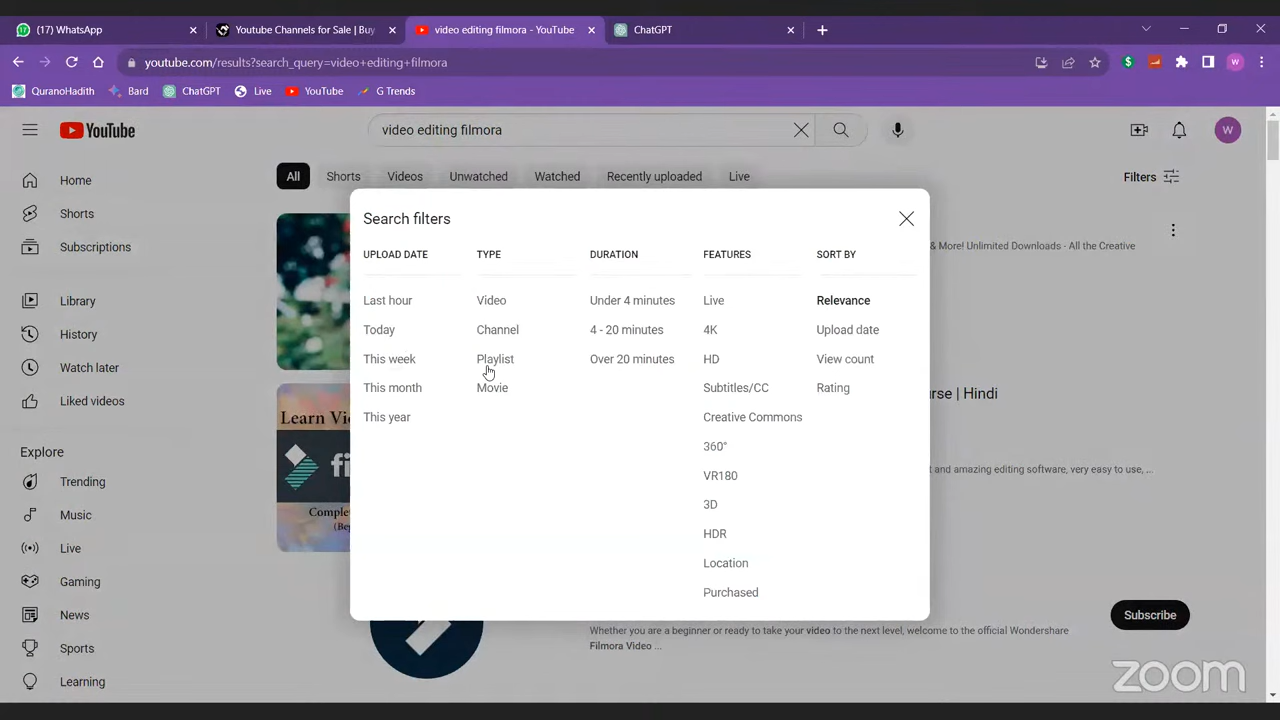 (17) WhatsApp
Youtube Channels for Sale | Buy
video editing filmora - YouTube
ChatGPT
youtube.com/results?search_query=video+editing+filmora
QuranoHadith
Bard
ChatGPT
Live
YouTube
G Trends
YouTube
video editing filmora
Home
Shorts
Subscriptions
Library
History
Watch later
Liked videos
Explore
Trending
Music
Live
Gaming
News
Sports
Learning
All
Shorts
Videos
Unwatched
Watched
Recently uploaded
Live
Filters
Search filters
UPLOAD DATE
Last hour
Today
This week
This month
This year
TYPE
Video
Channel
Playlist
Movie
DURATION
Under 4 minutes
4 - 20 minutes
Over 20 minutes
FEATURES
Live
4K
HD
Subtitles/CC
Creative Commons
360°
VR180
3D
HDR
Location
Purchased
SORT BY
Relevance
Upload date
View count
Rating
& More! Unlimited Downloads - All the Creative
| Hindi
and amazing editing software, very easy to use, ...
Learn
fi
Subscribe
Whether you are a beginner or ready to take your video to the next level, welcome to the official Wondershare
Filmora Video ...
W
W
zoom